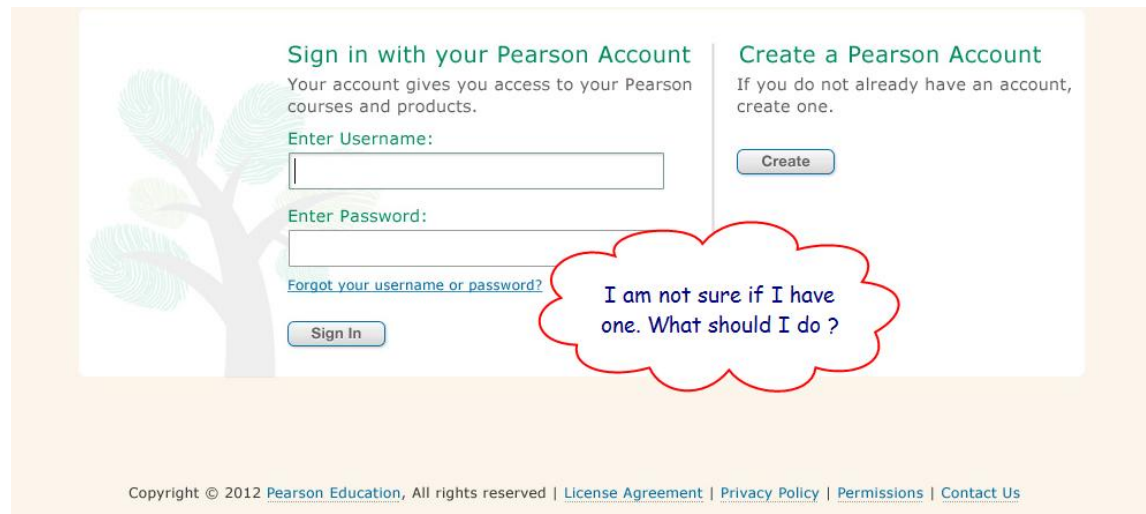 Sign in with your Pearson Account
Your account gives you access to your Pearson
courses and products.
Enter Username:
Enter Password:
Forgot your username or password?
Sign In
Create a Pearson Account
If you do not already have an account,
create one.
Create
I am not sure if I have
one. What should I do ?
Copyright © 2012 Pearson Education, All rights reserved | License Agreement | Privacy Policy | Permissions | Contact Us